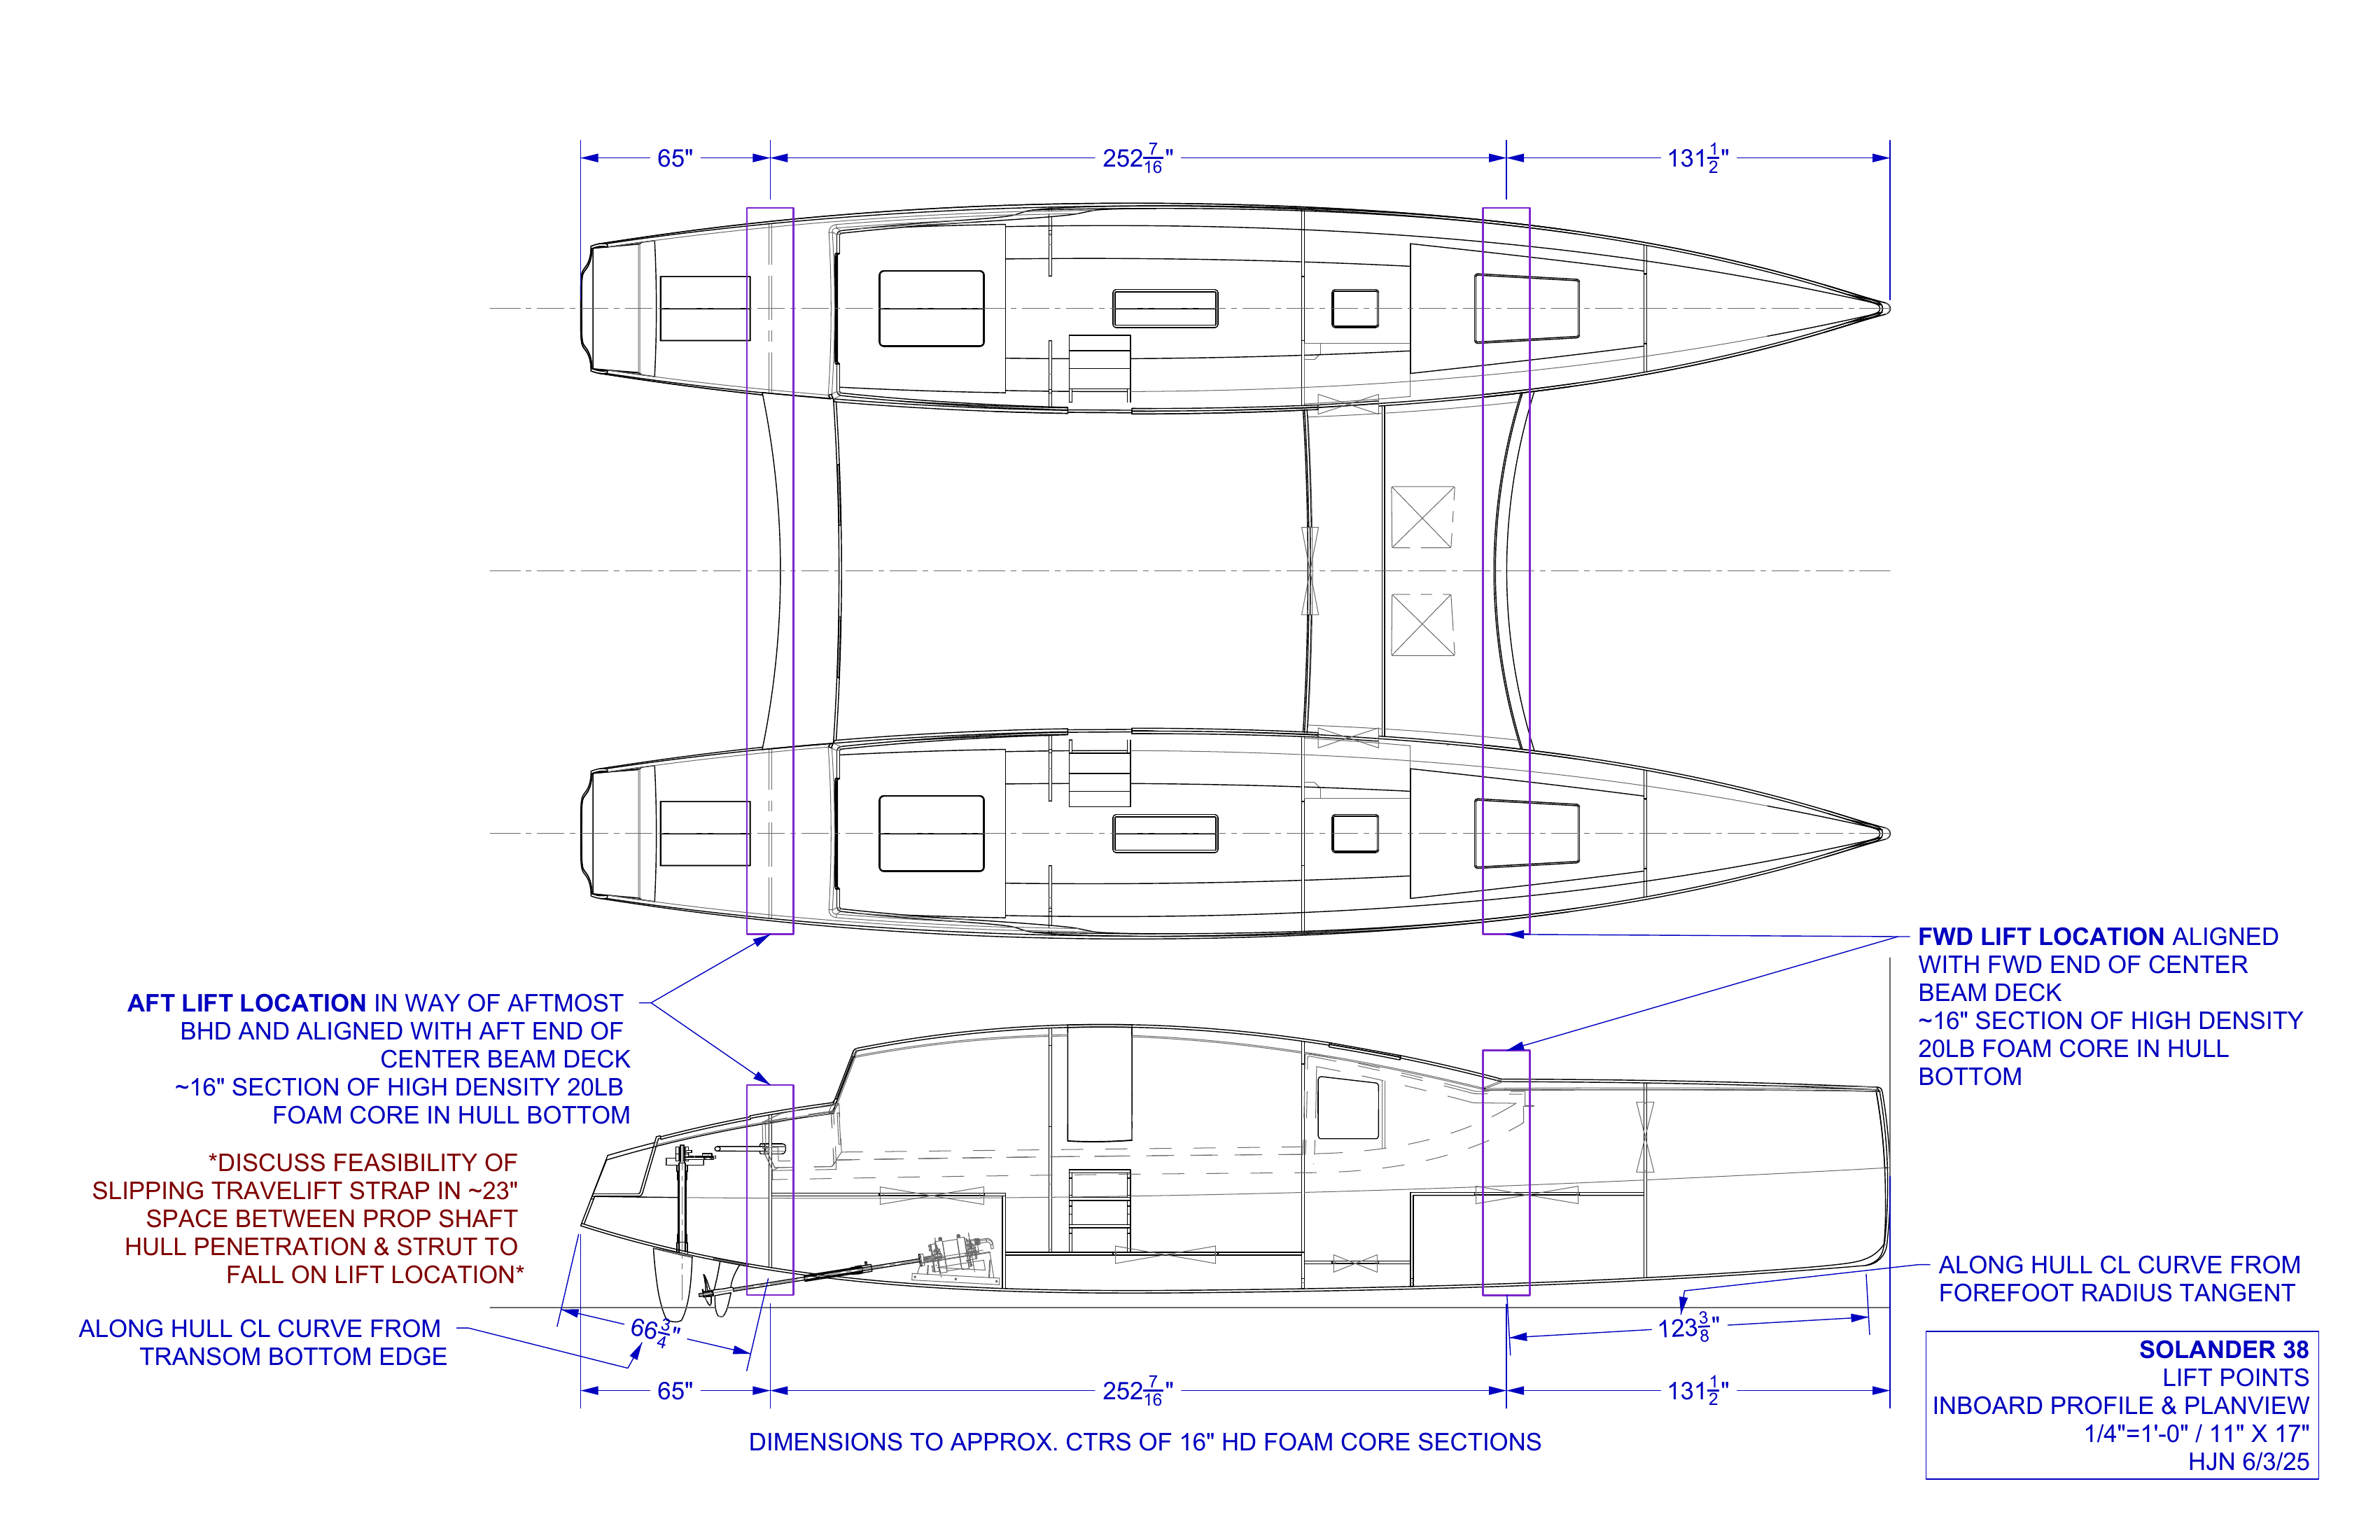 65" 252 7/16" 131 1/2"
FWD LIFT LOCATION ALIGNED
WITH FWD END OF CENTER
BEAM DECK
~16" SECTION OF HIGH DENSITY
20LB FOAM CORE IN HULL
BOTTOM
AFT LIFT LOCATION IN WAY OF AFTMOST
BHD AND ALIGNED WITH AFT END OF
CENTER BEAM DECK
~16" SECTION OF HIGH DENSITY 20LB
FOAM CORE IN HULL BOTTOM
*DISCUSS FEASIBILITY OF
SLIPPING TRAVELIFT STRAP IN ~23"
SPACE BETWEEN PROP SHAFT
HULL PENETRATION & STRUT TO
FALL ON LIFT LOCATION*
ALONG HULL CL CURVE FROM
FOREFOOT RADIUS TANGENT
ALONG HULL CL CURVE FROM
TRANSOM BOTTOM EDGE
66 3/4"
123 3/8"
65" 252 7/16" 131 1/2"
DIMENSIONS TO APPROX. CTRS OF 16" HD FOAM CORE SECTIONS
SOLANDER 38
LIFT POINTS
INBOARD PROFILE & PLANVIEW
1/4"=1'-0" / 11" X 17"
HJN 6/3/25